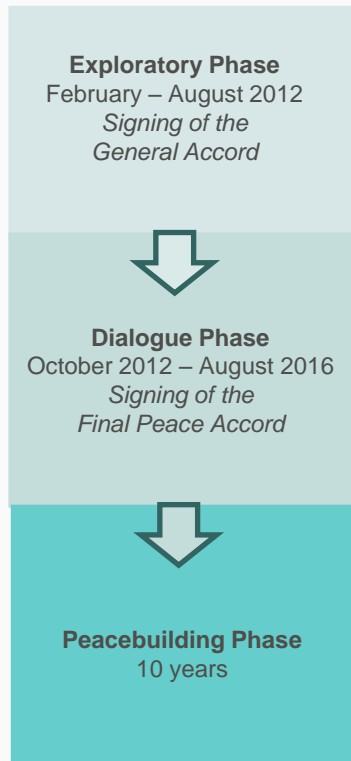 Exploratory Phase
February – August 2012
Signing of the
General Accord
Dialogue Phase
October 2012 – August 2016
Signing of the
Final Peace Accord
Peacebuilding Phase
10 years